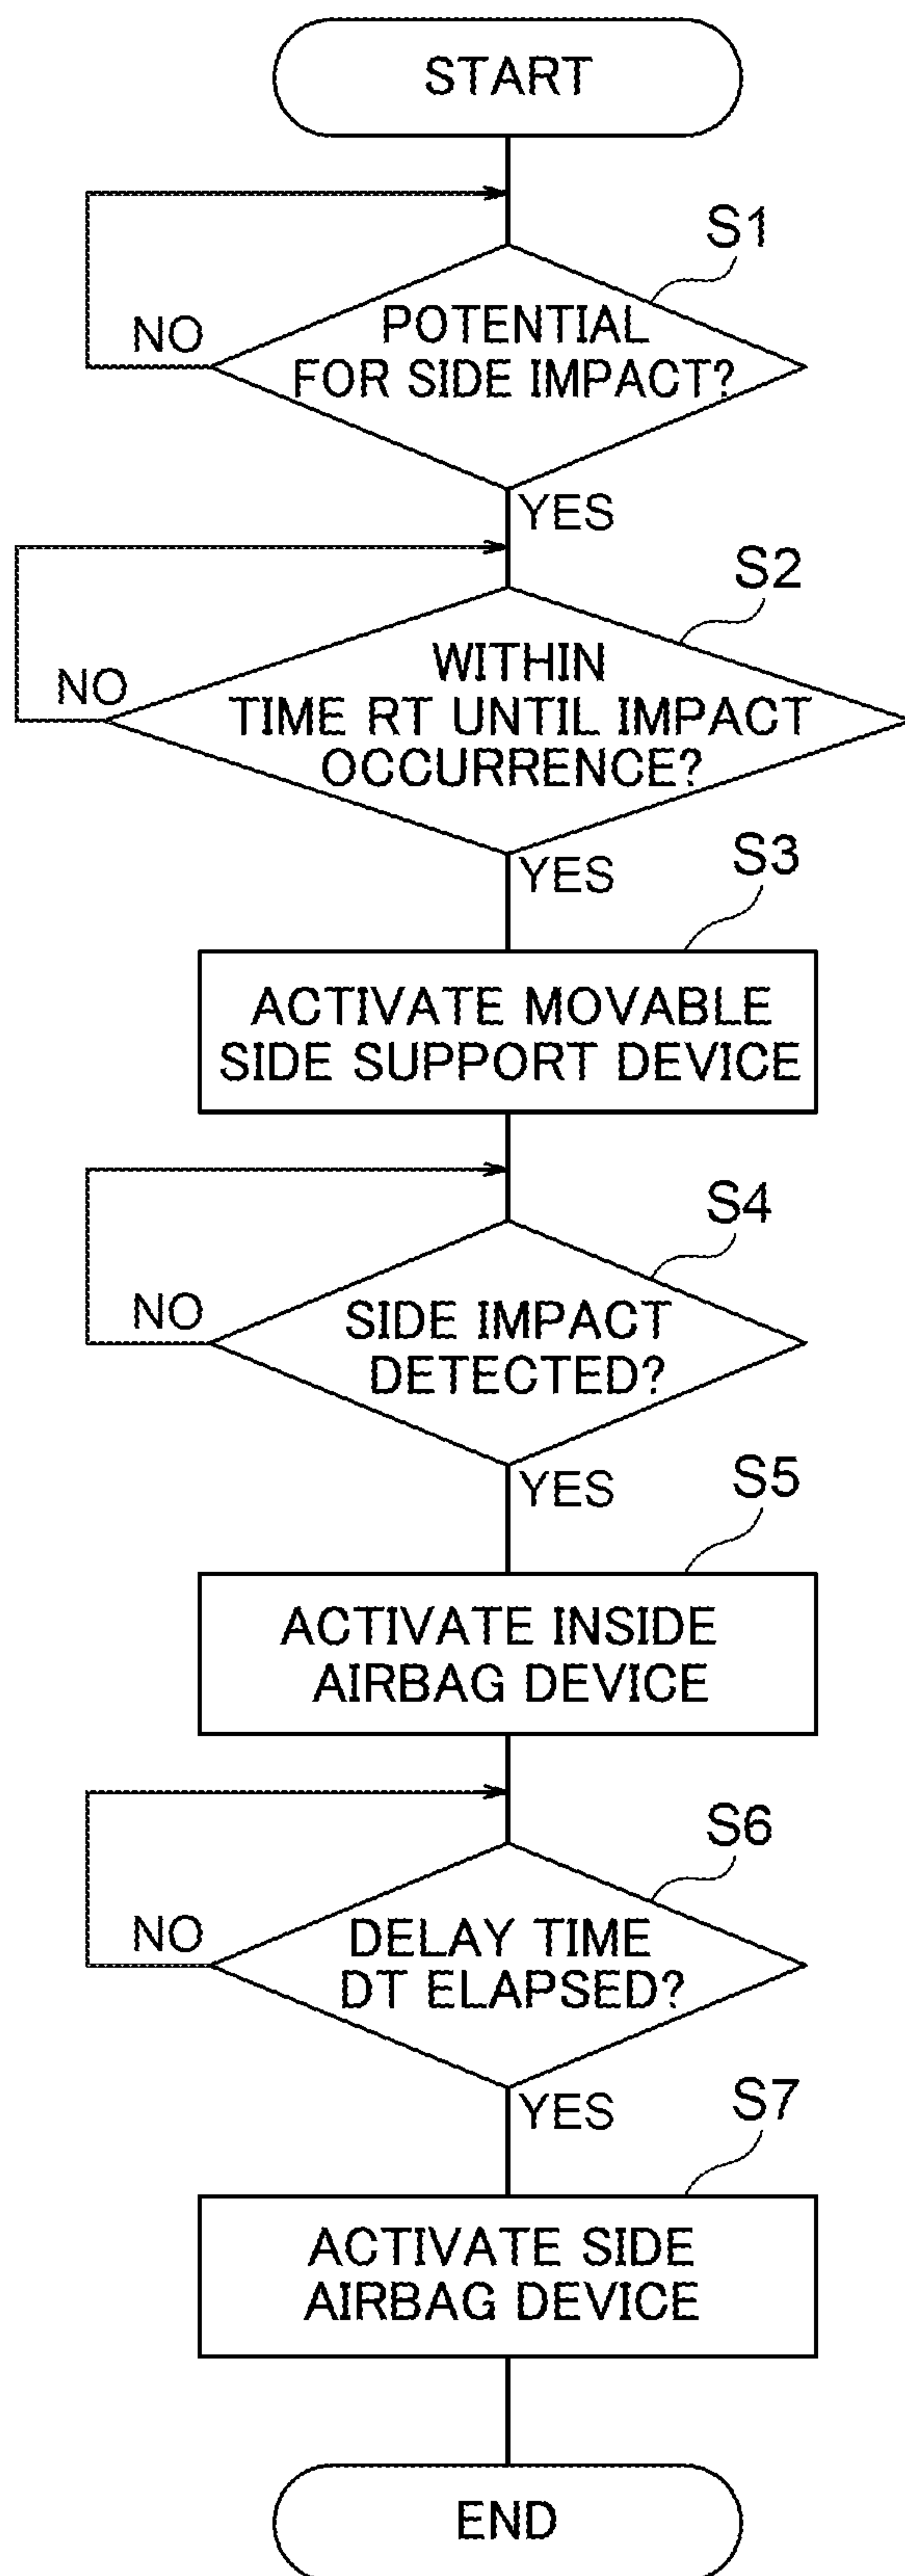 START
S1
POTENTIAL
FOR SIDE IMPACT?
NO
YES
S2
WITHIN
TIME RT UNTIL IMPACT
OCCURRENCE?
NO
YES
S3
ACTIVATE MOVABLE
SIDE SUPPORT DEVICE
S4
SIDE IMPACT
DETECTED?
NO
YES
S5
ACTIVATE INSIDE
AIRBAG DEVICE
S6
DELAY TIME
DT ELAPSED?
NO
YES
S7
ACTIVATE SIDE
AIRBAG DEVICE
END